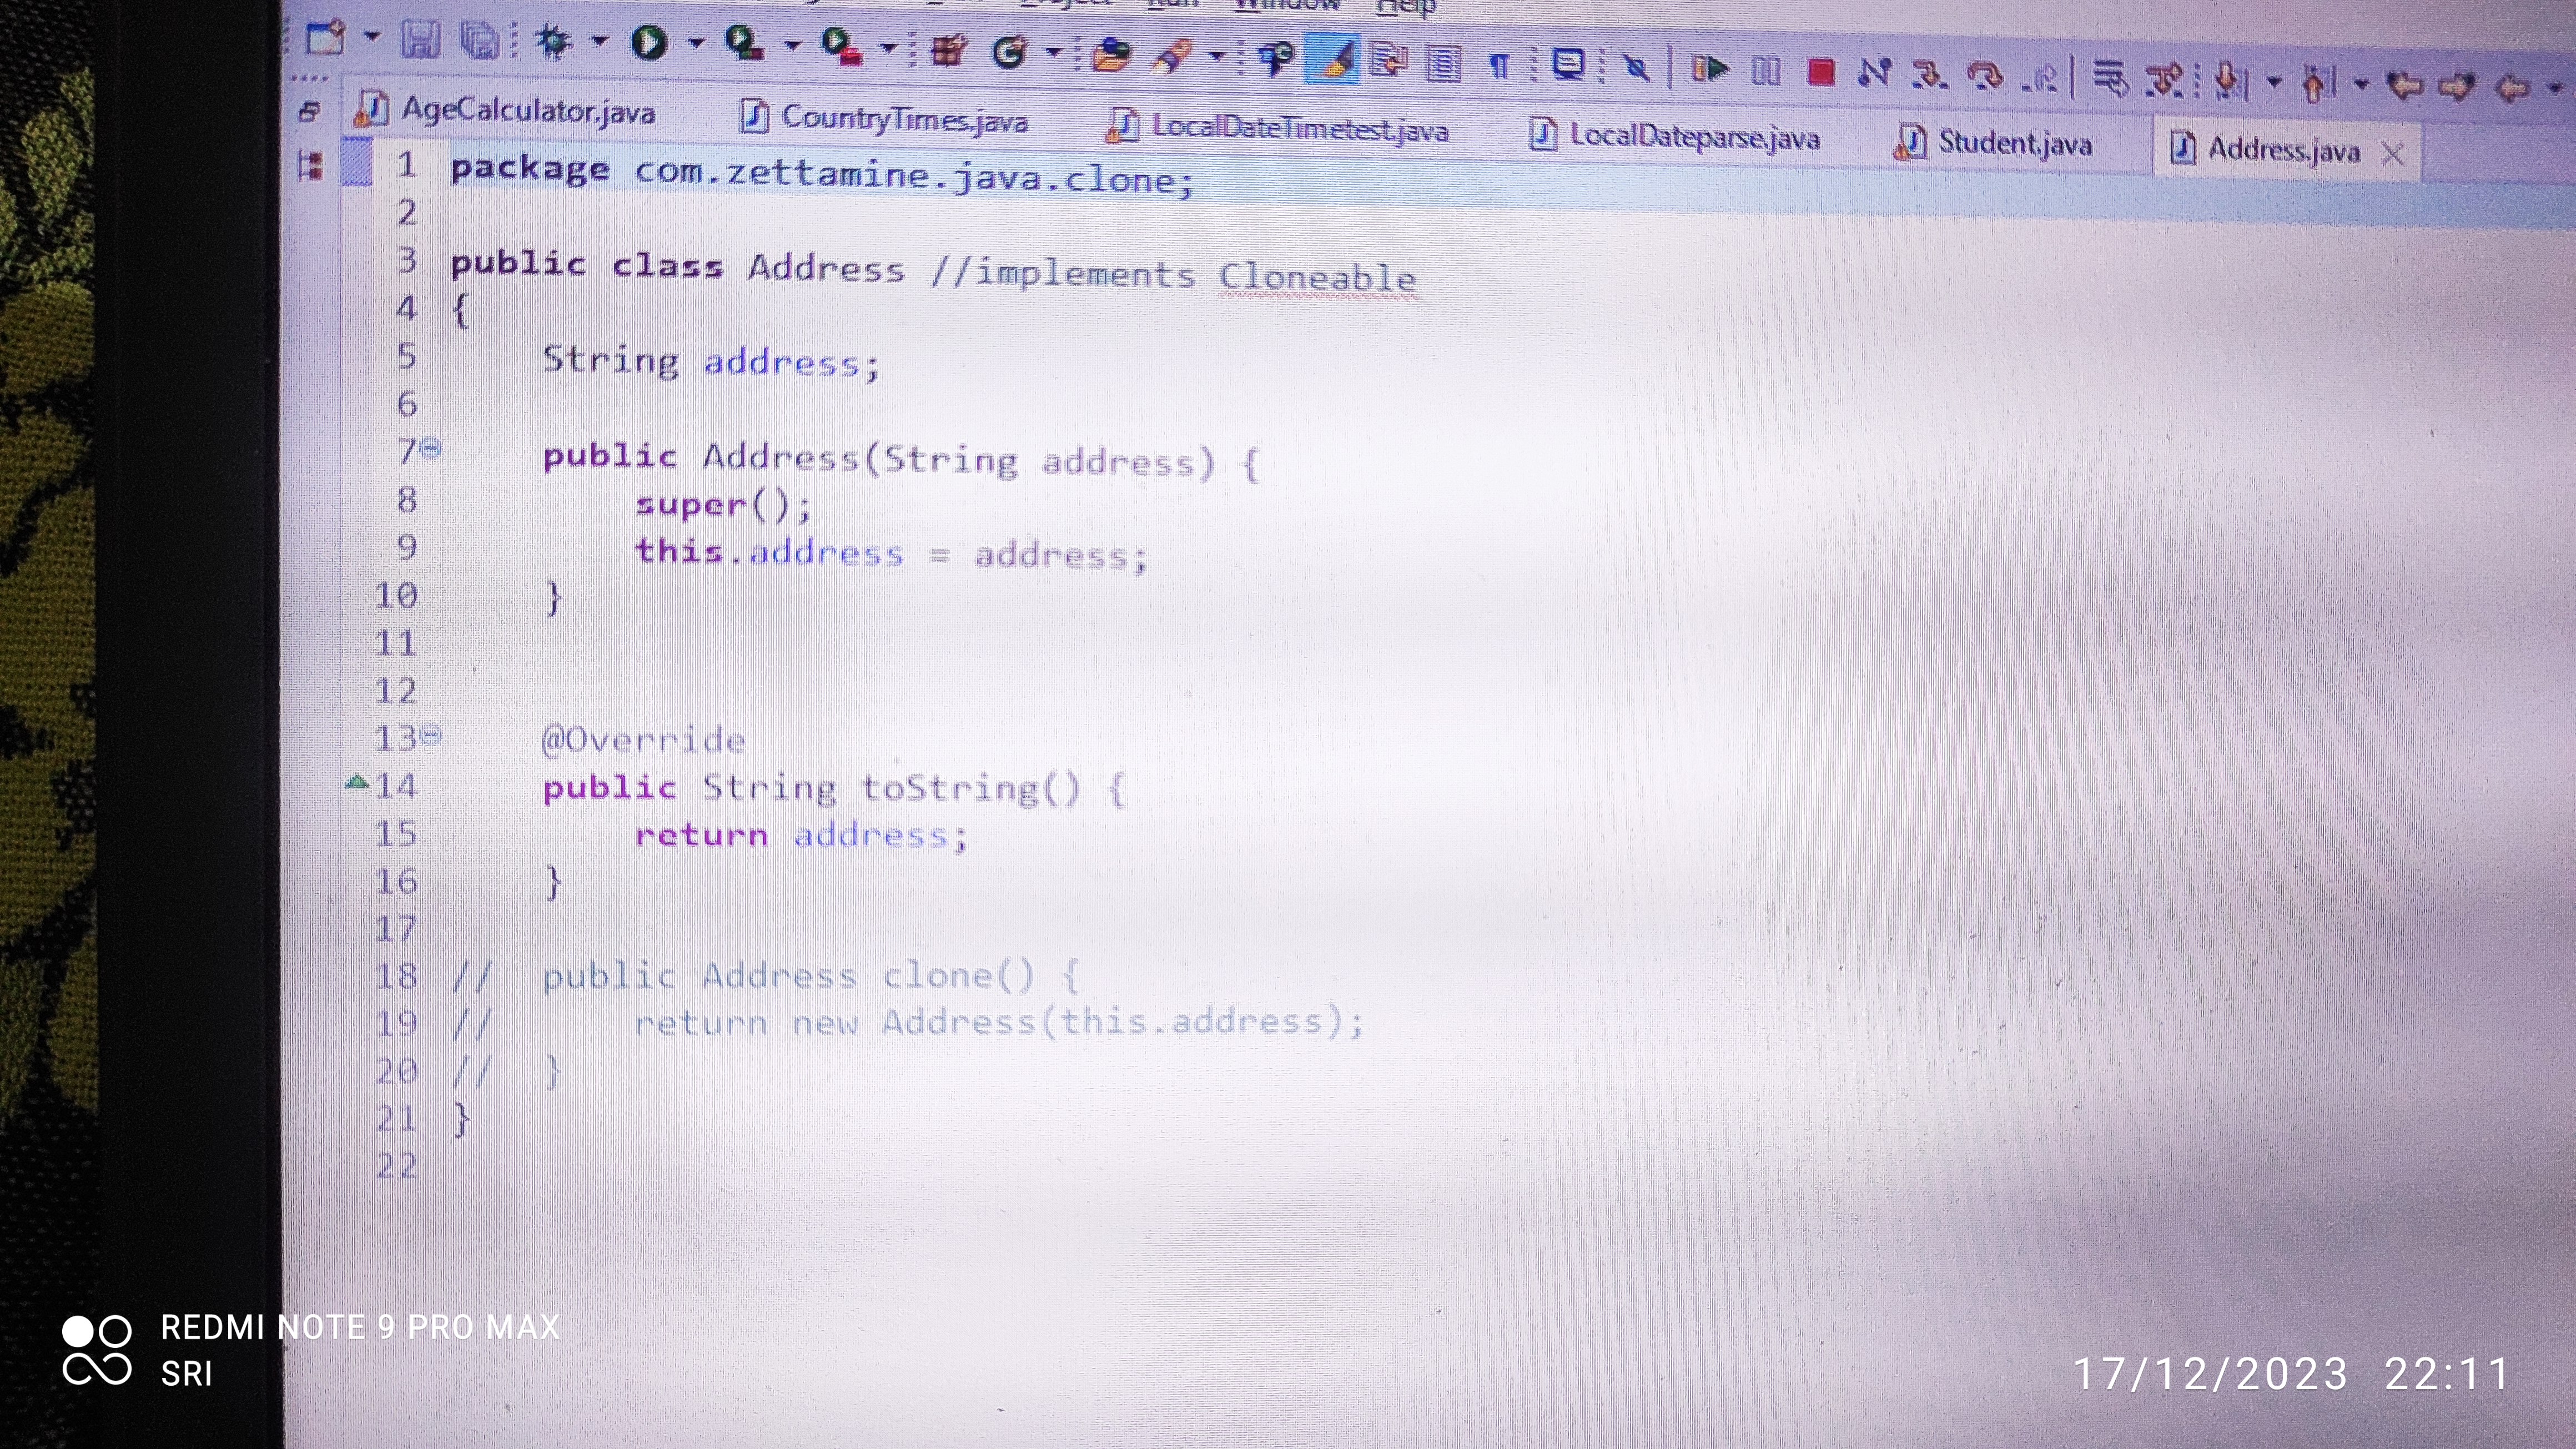 Project Run Window Help
AgeCalculator.java CountryTimes.java LocalDateTimetest.java LocalDateparse.java Student.java Address.java
1 package com.zettamine.java.clone;
2
3 public class Address //implements Cloneable
4 {
5 String address;
6
7 public Address(String address) {
8 super();
9 this.address = address;
10 }
11
12
13 @Override
14 public String toString() {
15 return address;
16 }
17
18 // public Address clone() {
19 // return new Address(this.address);
20 // }
21 }
22
REDMI NOTE 9 PRO MAX
SRI
17/12/2023 22:11